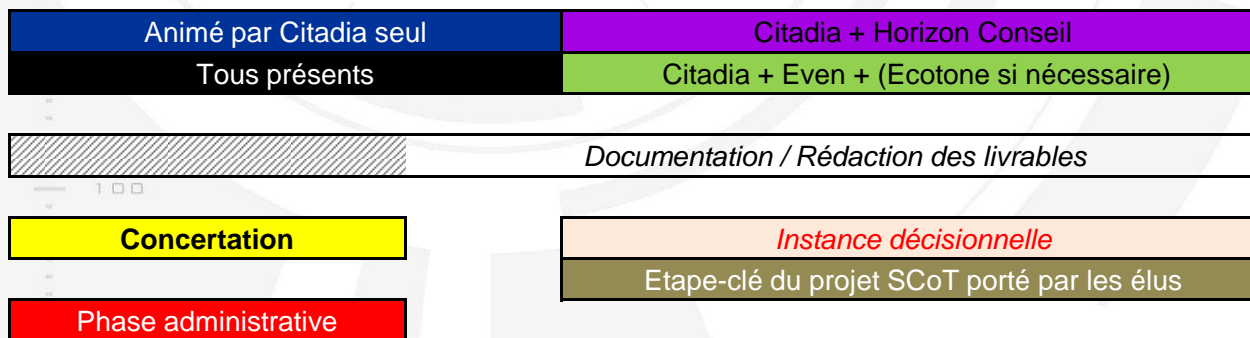 Animé par Citadia seul
Citadia + Horizon Conseil
Tous présents
Citadia + Even + (Ecotone si nécessaire)
Documentation / Rédaction des livrables
100
Concertation
Instance décisionnelle
Etape-clé du projet SCoT porté par les élus
Phase administrative